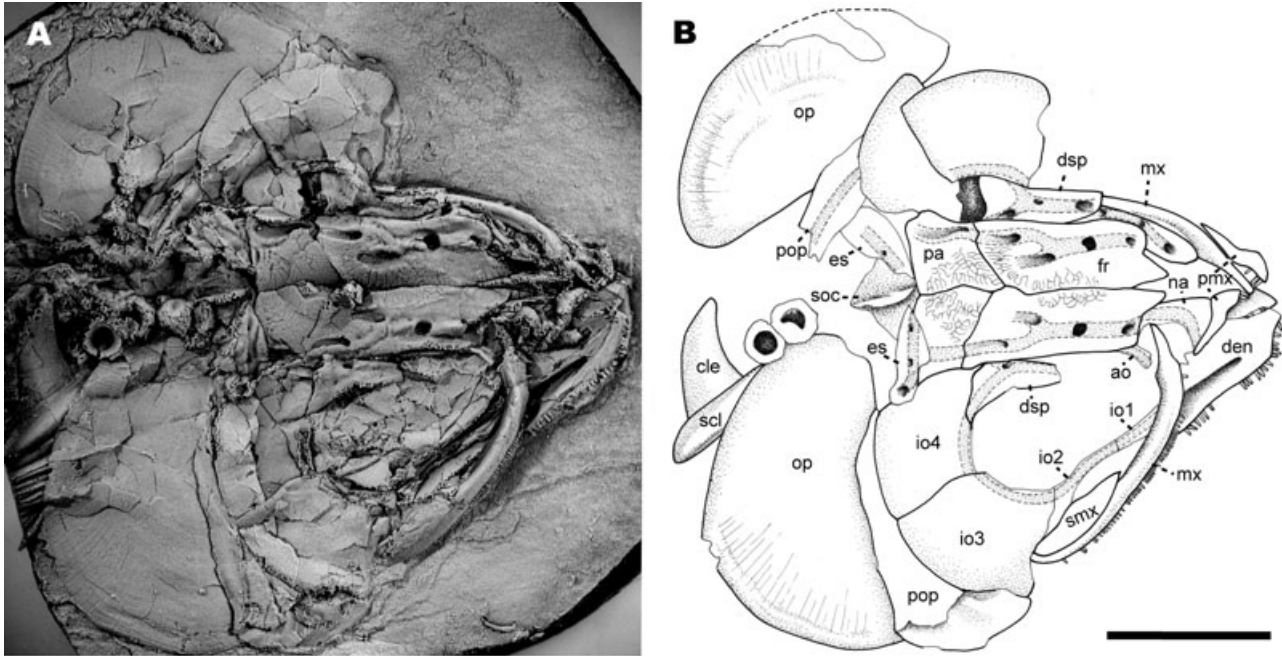 A
B
op
dsp
mx
pop
es
pa
fr
soc
na
pmx
cle
es
ao
den
scl
dsp
io1
op
io4
io2
mx
smx
io3
pop